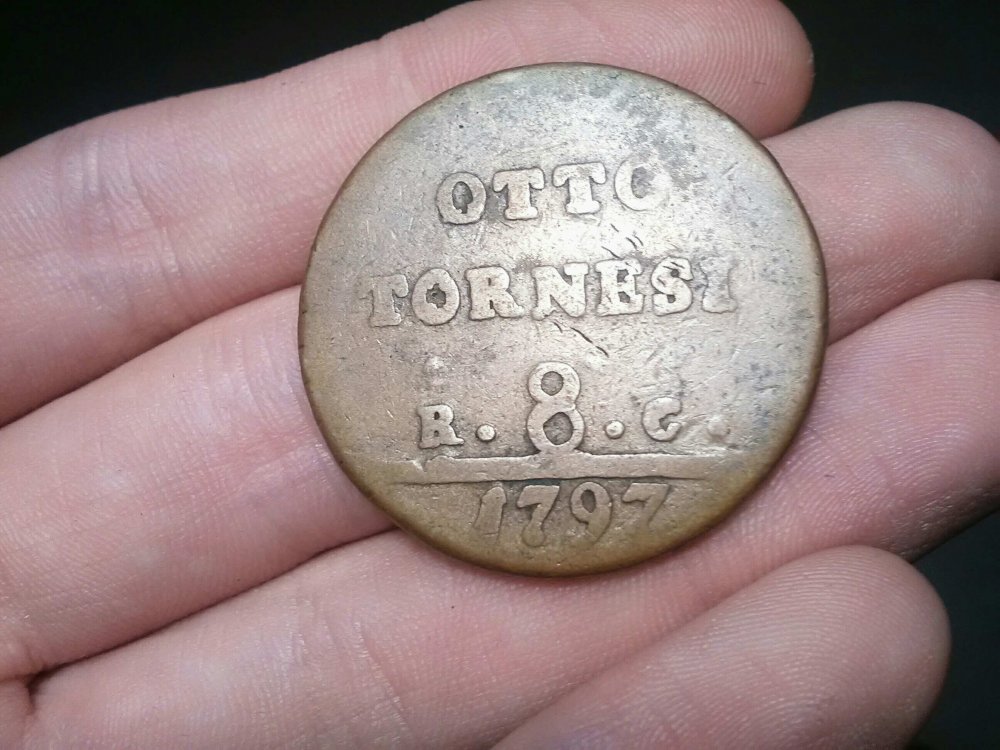 OTTO
TORNESI
R. 8. C.
1797